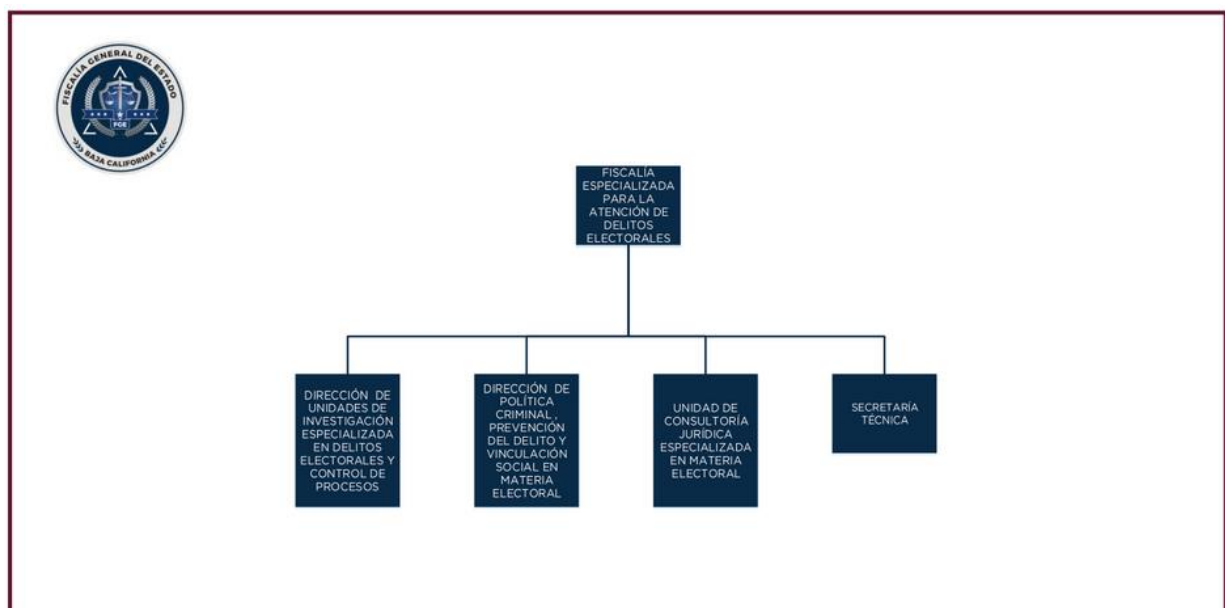 FISCALÍA GENERAL DEL ESTADO
FGE
BAJA CALIFORNIA
FISCALÍA
ESPECIALIZADA
PARA LA
ATENCIÓN DE
DELITOS
ELECTORALES
DIRECCIÓN DE
UNIDADES DE
INVESTIGACIÓN
ESPECIALIZADA
EN DELITOS
ELECTORALES Y
CONTROL DE
PROCESOS
DIRECCIÓN DE
POLÍTICA
CRIMINAL ,
PREVENCIÓN
DEL DELITO Y
VINCULACIÓN
SOCIAL EN
MATERIA
ELECTORAL
UNIDAD DE
CONSULTORÍA
JURÍDICA
ESPECIALIZADA
EN MATERIA
ELECTORAL
SECRETARÍA
TÉCNICA